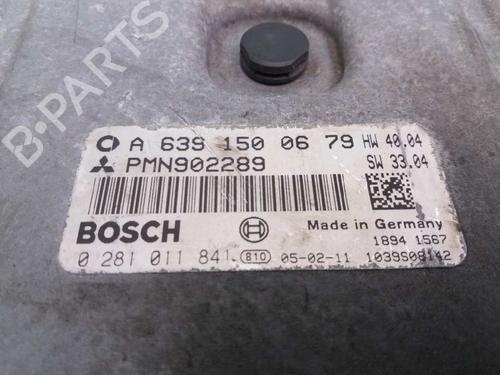 A 639 150 06 79 HW 40.04
PMN902289 SW 33.04
BOSCH Made in Germany
1894 1567
0 281 011 841 810 05-02-11 1039S08142
B-Parts